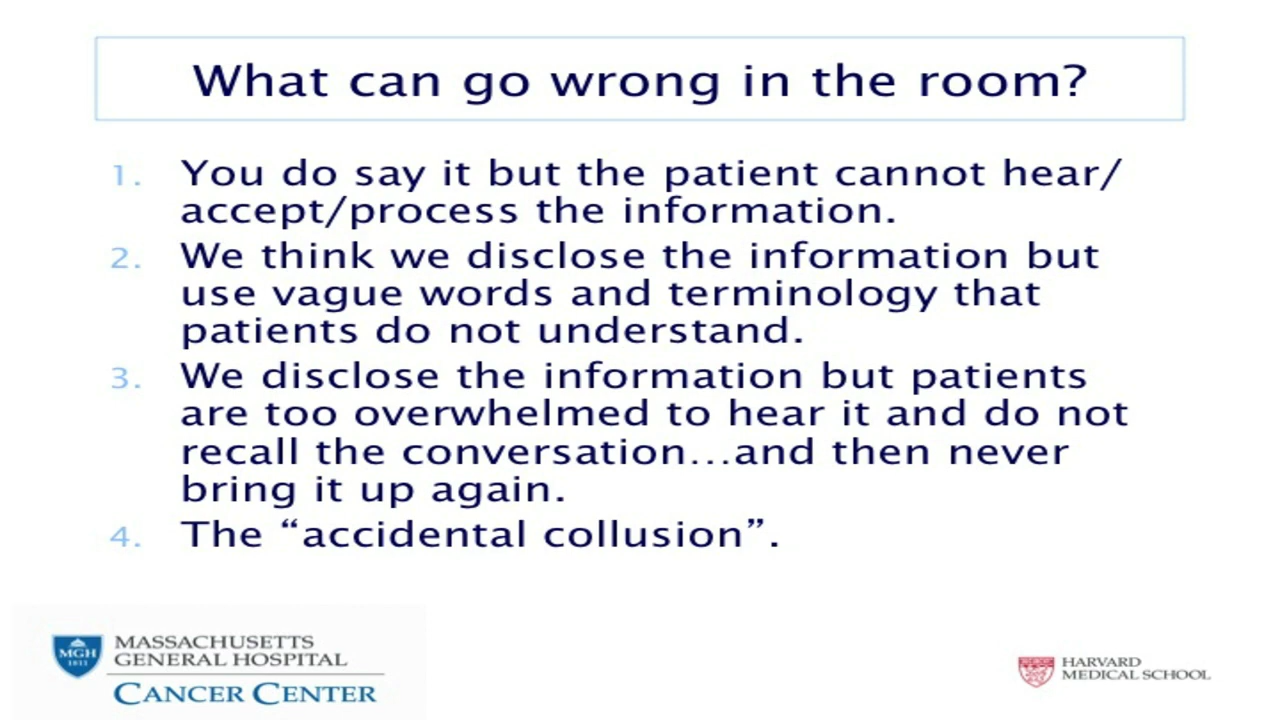 What can go wrong in the room?
1. You do say it but the patient cannot hear/
accept/process the information.
2. We think we disclose the information but
use vague words and terminology that
patients do not understand.
3. We disclose the information but patients
are too overwhelmed to hear it and do not
recall the conversation...and then never
bring it up again.
4. The “accidental collusion”.
MGH
1811
MASSACHUSETTS
GENERAL HOSPITAL
CANCER CENTER
HARVARD
MEDICAL SCHOOL